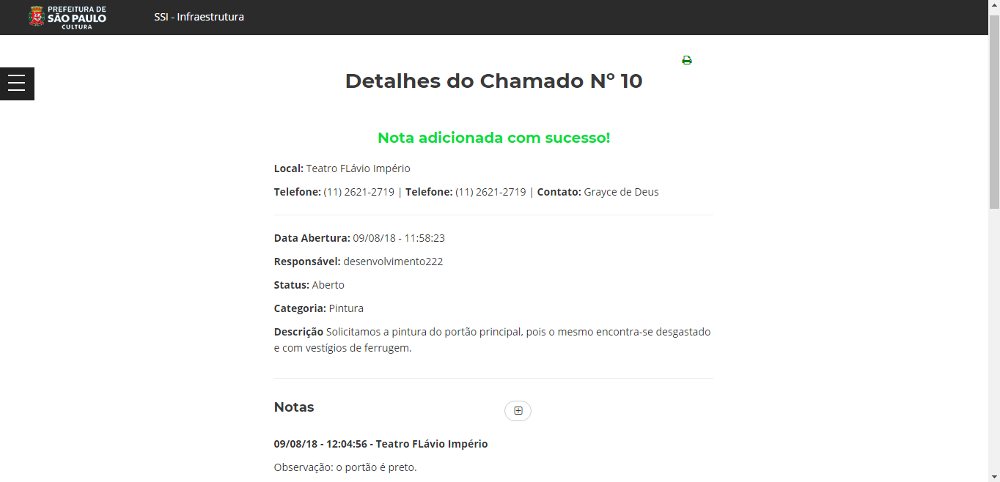 PREFEITURA DE
SÃO PAULO
CULTURA
SSI - Infraestrutura
Detalhes do Chamado Nº 10
Nota adicionada com sucesso!
Local: Teatro FLávio Império
Telefone: (11) 2621-2719 | Telefone: (11) 2621-2719 | Contato: Grayce de Deus
Data Abertura: 09/08/18 - 11:58:23
Responsável: desenvolvimento222
Status: Aberto
Categoria: Pintura
Descrição Solicitamos a pintura do portão principal, pois o mesmo encontra-se desgastado
e com vestígios de ferrugem.
Notas
09/08/18 - 12:04:56 - Teatro FLávio Império
Observação: o portão é preto.